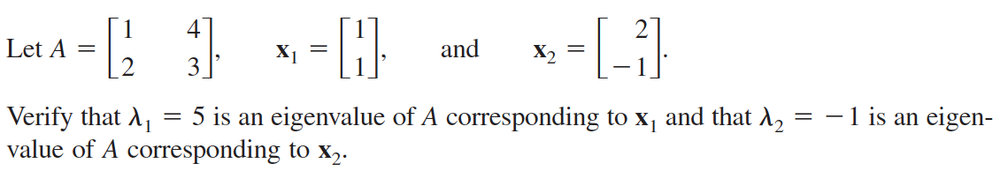 Let A = [1 4; 2 3], x₁ = [1; 1], and x₂ = [2; −1].
Verify that λ₁ = 5 is an eigenvalue of A corresponding to x₁ and that λ₂ = −1 is an eigen-
value of A corresponding to x₂.